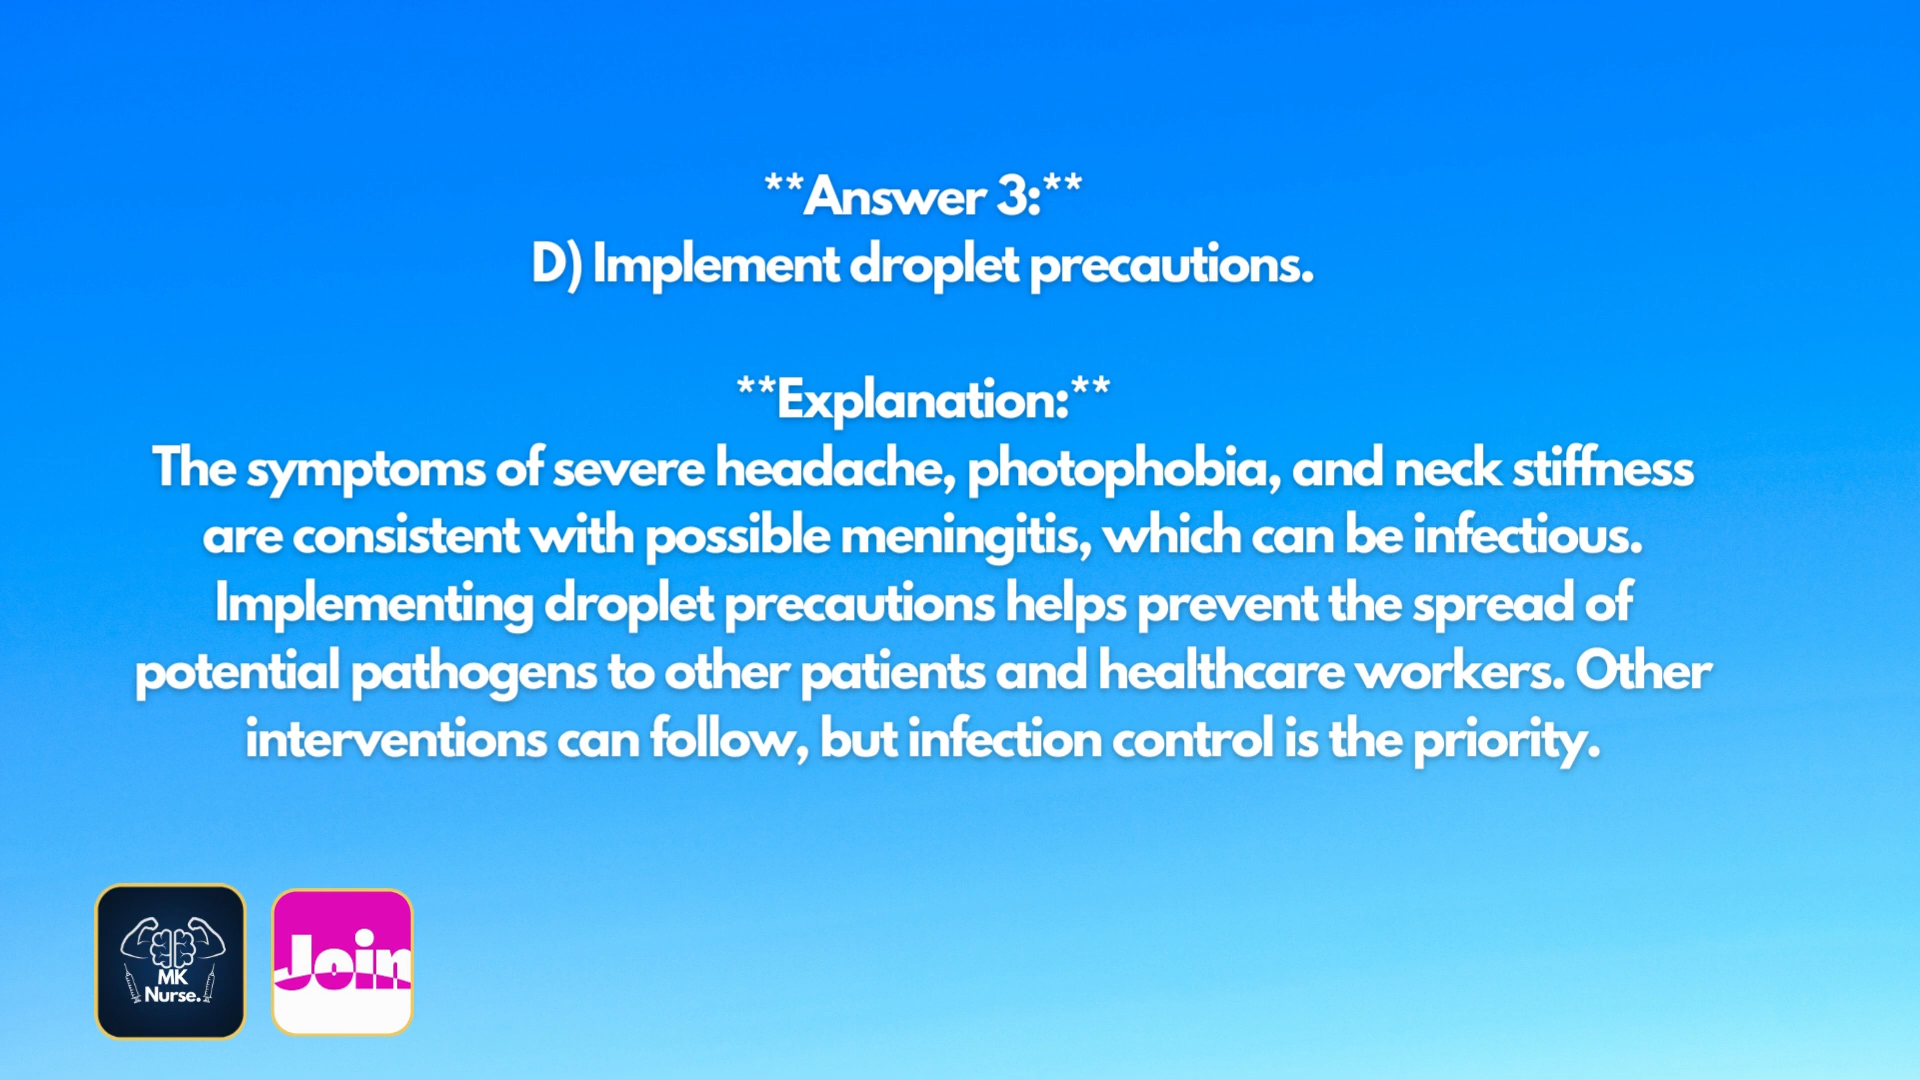 **Answer 3:**
D) Implement droplet precautions.
**Explanation:**
The symptoms of severe headache, photophobia, and neck stiffness
are consistent with possible meningitis, which can be infectious.
Implementing droplet precautions helps prevent the spread of
potential pathogens to other patients and healthcare workers. Other
interventions can follow, but infection control is the priority.
MK
Nurse.
Join